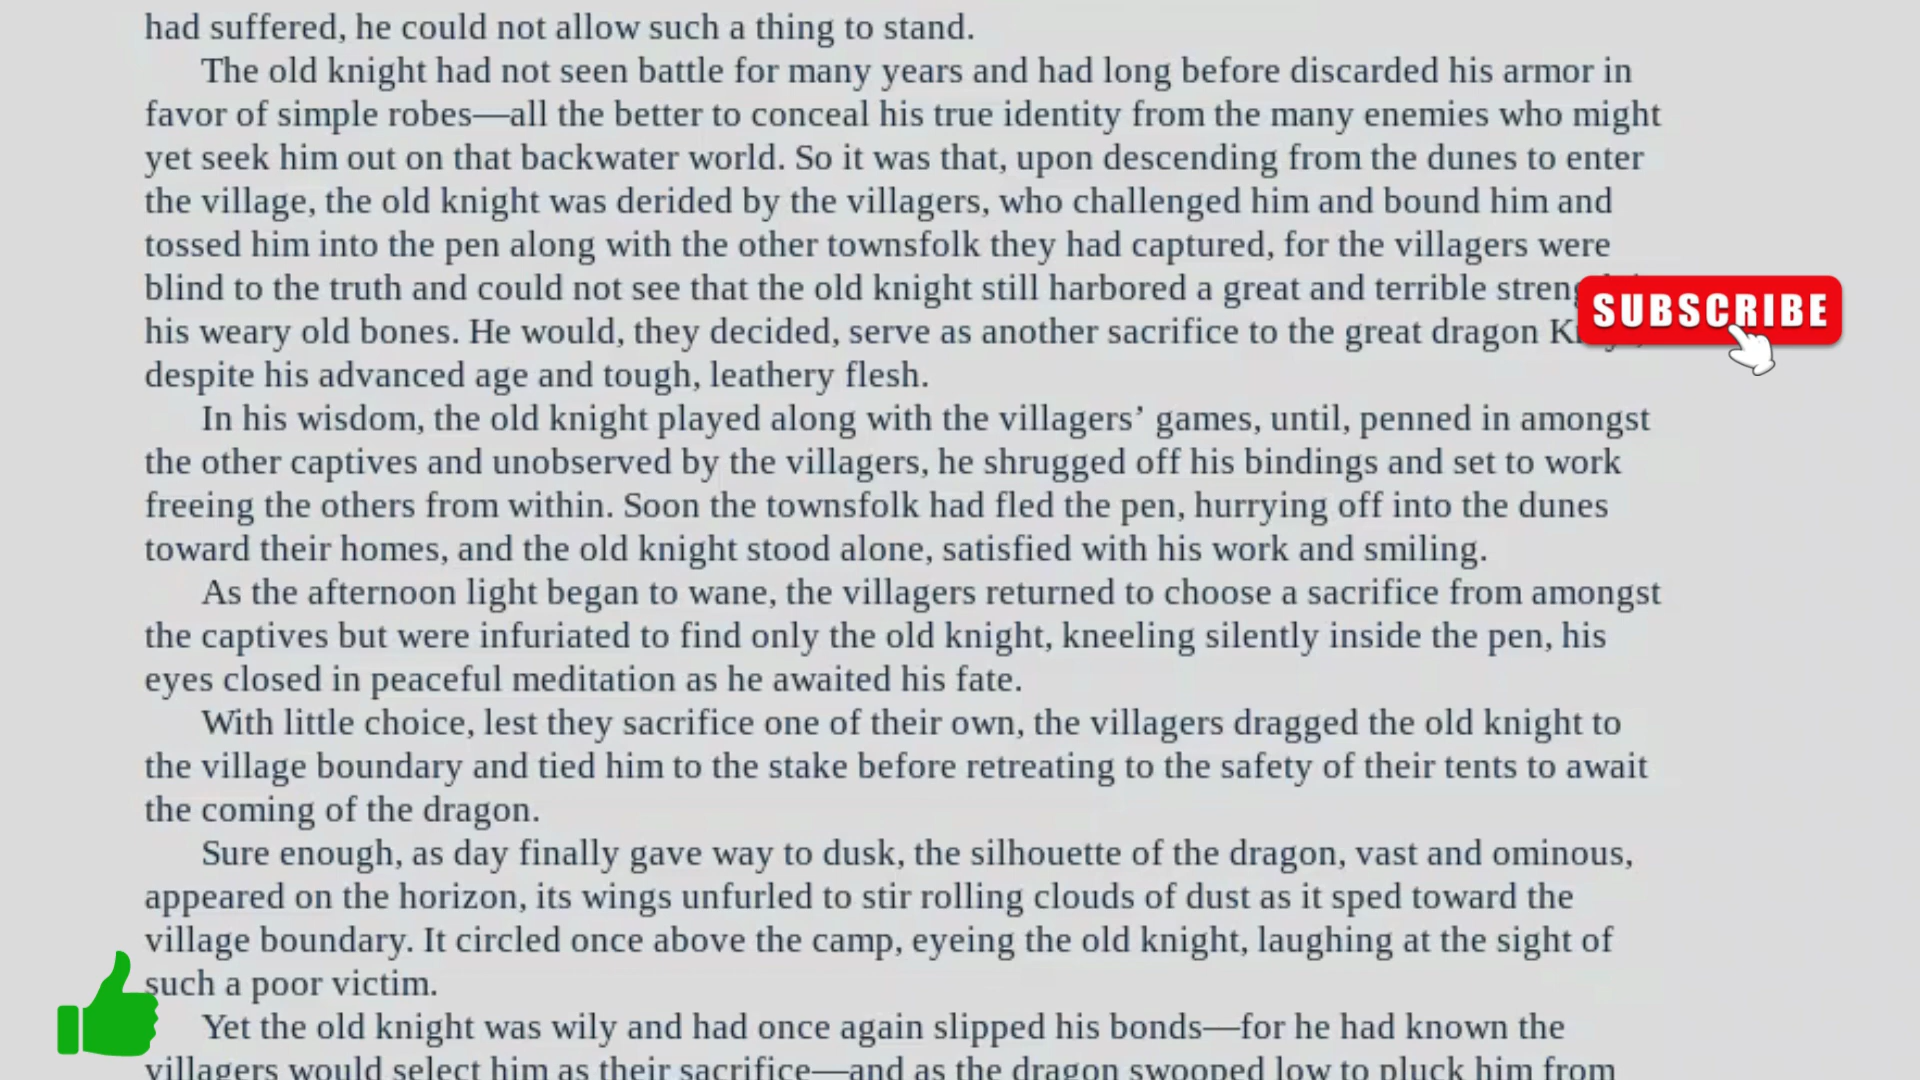 had suffered, he could not allow such a thing to stand.
The old knight had not seen battle for many years and had long before discarded his armor in
favor of simple robes—all the better to conceal his true identity from the many enemies who might
yet seek him out on that backwater world. So it was that, upon descending from the dunes to enter
the village, the old knight was derided by the villagers, who challenged him and bound him and
tossed him into the pen along with the other townsfolk they had captured, for the villagers were
blind to the truth and could not see that the old knight still harbored a great and terrible
SUBSCRIBE
his weary old bones. He would, they decided, serve as another sacrifice to the great dragon
despite his advanced age and tough, leathery flesh.
In his wisdom, the old knight played along with the villagers’ games, until, penned in amongst
the other captives and unobserved by the villagers, he shrugged off his bindings and set to work
freeing the others from within. Soon the townsfolk had fled the pen, hurrying off into the dunes
toward their homes, and the old knight stood alone, satisfied with his work and smiling.
As the afternoon light began to wane, the villagers returned to choose a sacrifice from amongst
the captives but were infuriated to find only the old knight, kneeling silently inside the pen, his
eyes closed in peaceful meditation as he awaited his fate.
With little choice, lest they sacrifice one of their own, the villagers dragged the old knight to
the village boundary and tied him to the stake before retreating to the safety of their tents to await
the coming of the dragon.
Sure enough, as day finally gave way to dusk, the silhouette of the dragon, vast and ominous,
appeared on the horizon, its wings unfurled to stir rolling clouds of dust as it sped toward the
village boundary. It circled once above the camp, eyeing the old knight, laughing at the sight of
such a poor victim.
Yet the old knight was wily and had once again slipped his bonds—for he had known the
villagers would select him as their sacrifice—and as the dragon swooped low to pluck him from